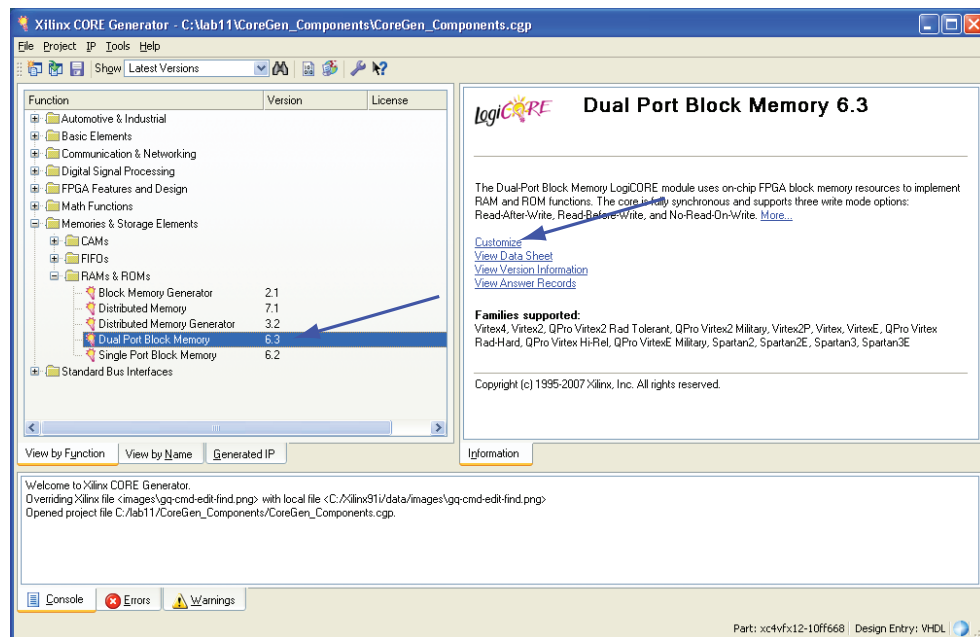 Xilinx CORE Generator - C:\lab11\CoreGen_Components\CoreGen_Components.cgp
File Project IP Tools Help
Show Latest Versions
Function Version License
Automotive & Industrial
Basic Elements
Communication & Networking
Digital Signal Processing
FPGA Features and Design
Math Functions
Memories & Storage Elements
CAMs
FIFOs
RAMs & ROMs
Block Memory Generator 2.1
Distributed Memory 7.1
Distributed Memory Generator 3.2
Dual Port Block Memory 6.3
Single Port Block Memory 6.2
Standard Bus Interfaces
View by Function View by Name Generated IP
logiCORE Dual Port Block Memory 6.3
The Dual-Port Block Memory LogiCORE module uses on-chip FPGA block memory resources to implement
RAM and ROM functions. The core is fully synchronous and supports three write mode options:
Read-After-Write, Read-Before-Write, and No-Read-On-Write. More...
Customize
View Data Sheet
View Version Information
View Answer Records
Families supported:
Virtex4, Virtex2, QPro Virtex2 Rad Tolerant, QPro Virtex2 Military, Virtex2P, Virtex, VirtexE, QPro Virtex
Rad-Hard, QPro Virtex Hi-Rel, QPro VirtexE Military, Spartan2, Spartan2E, Spartan3, Spartan3E
Copyright (c) 1995-2007 Xilinx, Inc. All rights reserved.
Information
Welcome to Xilinx CORE Generator.
Overriding Xilinx file <images\gq-cmd-edit-find.png> with local file <C:/Xilinx91i/data/images\gq-cmd-edit-find.png>
Opened project file C:/lab11/CoreGen_Components/CoreGen_Components.cgp.
Console Errors Warnings
Part: xc4vfx12-10ff668 Design Entry: VHDL